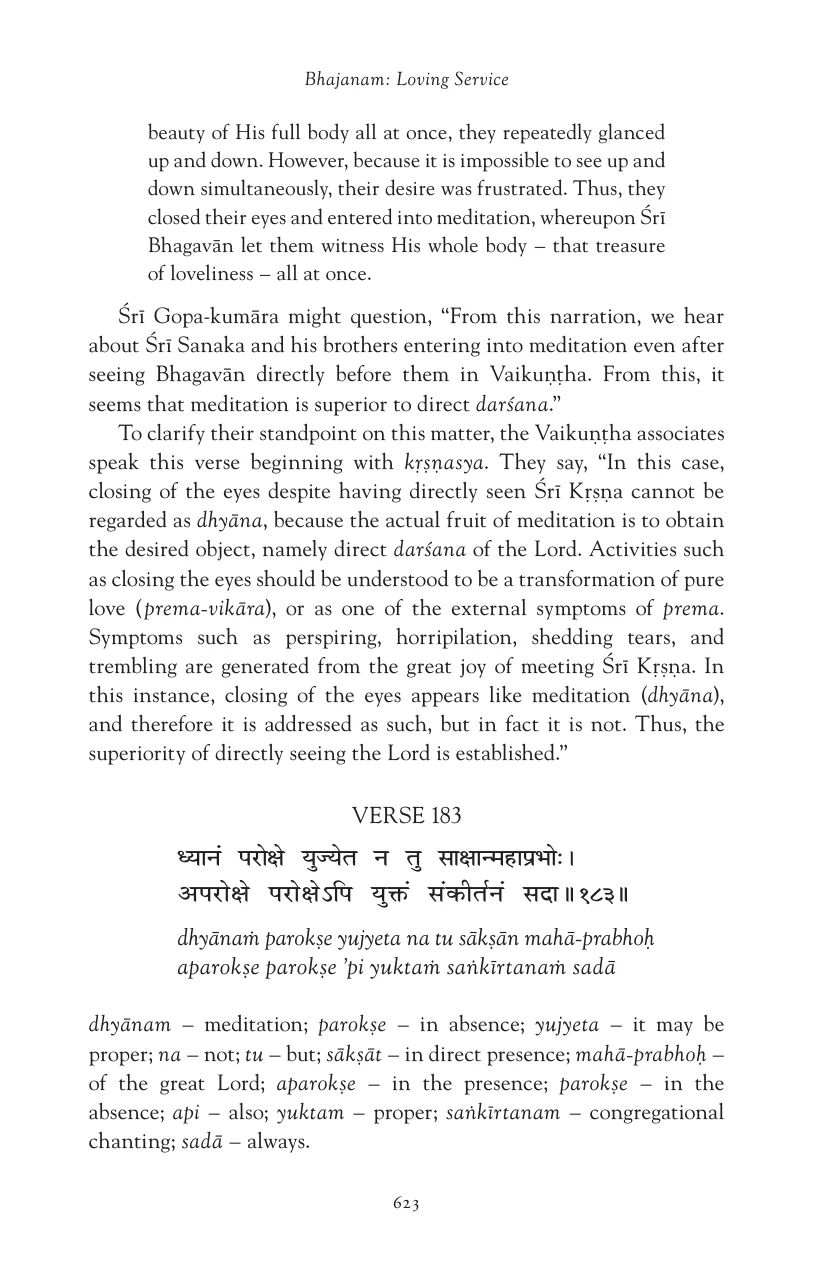 Bhajanam: Loving Service
beauty of His full body all at once, they repeatedly glanced
up and down. However, because it is impossible to see up and
down simultaneously, their desire was frustrated. Thus, they
closed their eyes and entered into meditation, whereupon Śrī
Bhagavān let them witness His whole body – that treasure
of loveliness – all at once.
Śrī Gopa-kumāra might question, “From this narration, we hear
about Śrī Sanaka and his brothers entering into meditation even after
seeing Bhagavān directly before them in Vaikuṇṭha. From this, it
seems that meditation is superior to direct darśana.”
To clarify their standpoint on this matter, the Vaikuṇṭha associates
speak this verse beginning with kṛṣṇasya. They say, “In this case,
closing of the eyes despite having directly seen Śrī Kṛṣṇa cannot be
regarded as dhyāna, because the actual fruit of meditation is to obtain
the desired object, namely direct darśana of the Lord. Activities such
as closing the eyes should be understood to be a transformation of pure
love (prema-vikāra), or as one of the external symptoms of prema.
Symptoms such as perspiring, horripilation, shedding tears, and
trembling are generated from the great joy of meeting Śrī Kṛṣṇa. In
this instance, closing of the eyes appears like meditation (dhyāna),
and therefore it is addressed as such, but in fact it is not. Thus, the
superiority of directly seeing the Lord is established.”
VERSE 183
ध्यानं परोक्षे युज्येत न तु साक्षान्महाप्रभोः।
अपरोक्षे परोक्षेऽपि युक्तं संकीर्तनं सदा॥१८३॥
dhyānaṁ parokṣe yujyeta na tu sākṣān mahā-prabhoḥ
aparokṣe parokṣe ’pi yuktaṁ saṅkīrtanaṁ sadā
dhyānam – meditation; parokṣe – in absence; yujyeta – it may be
proper; na – not; tu – but; sākṣāt – in direct presence; mahā-prabhoḥ –
of the great Lord; aparokṣe – in the presence; parokṣe – in the
absence; api – also; yuktam – proper; saṅkīrtanam – congregational
chanting; sadā – always.
623